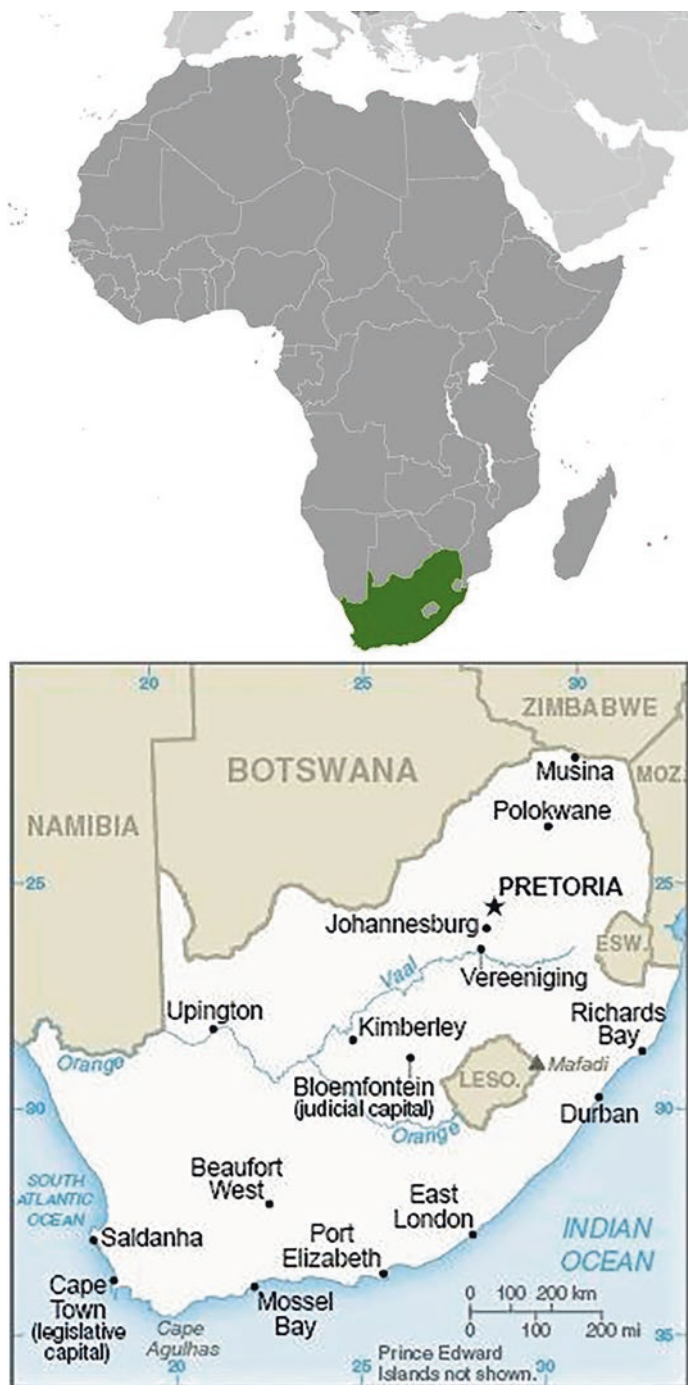 20
25
30
ZIMBABWE
BOTSWANA
Musina
MOZ.
Polokwane
NAMIBIA
25
25
PRETORIA
Johannesburg
ESW.
Vaal
Vereeniging
Upington
Richards
Bay
Kimberley
Orange
Mafadi
LESO.
Bloemfontein
(judicial capital)
30
30
Durban
Orange
Beaufort
West
SOUTH
ATLANTIC
OCEAN
East
London
Saldanha
Port
Elizabeth
INDIAN
OCEAN
Cape
Town
(legislative
capital)
Mossel
Bay
Cape
Agulhas
0 100 200 km
0 100 200 mi
35
Prince Edward
Islands not shown.
20
25
30